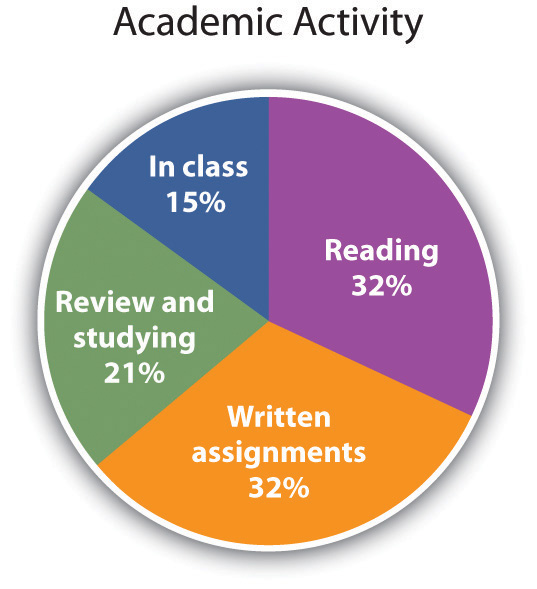 Academic Activity
In class
15%
Reading
32%
Review and
studying
21%
Written
assignments
32%